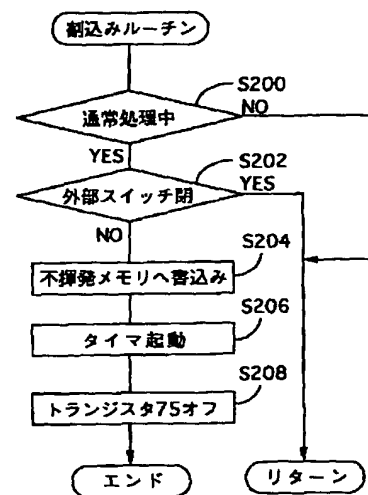 割込みルーチン
S200
通常処理中
NO
YES
S202
外部スイッチ閉
YES
NO
S204
不揮発メモリへ書込み
S206
タイマ起動
S208
トランジスタ75オフ
エンド
リターン